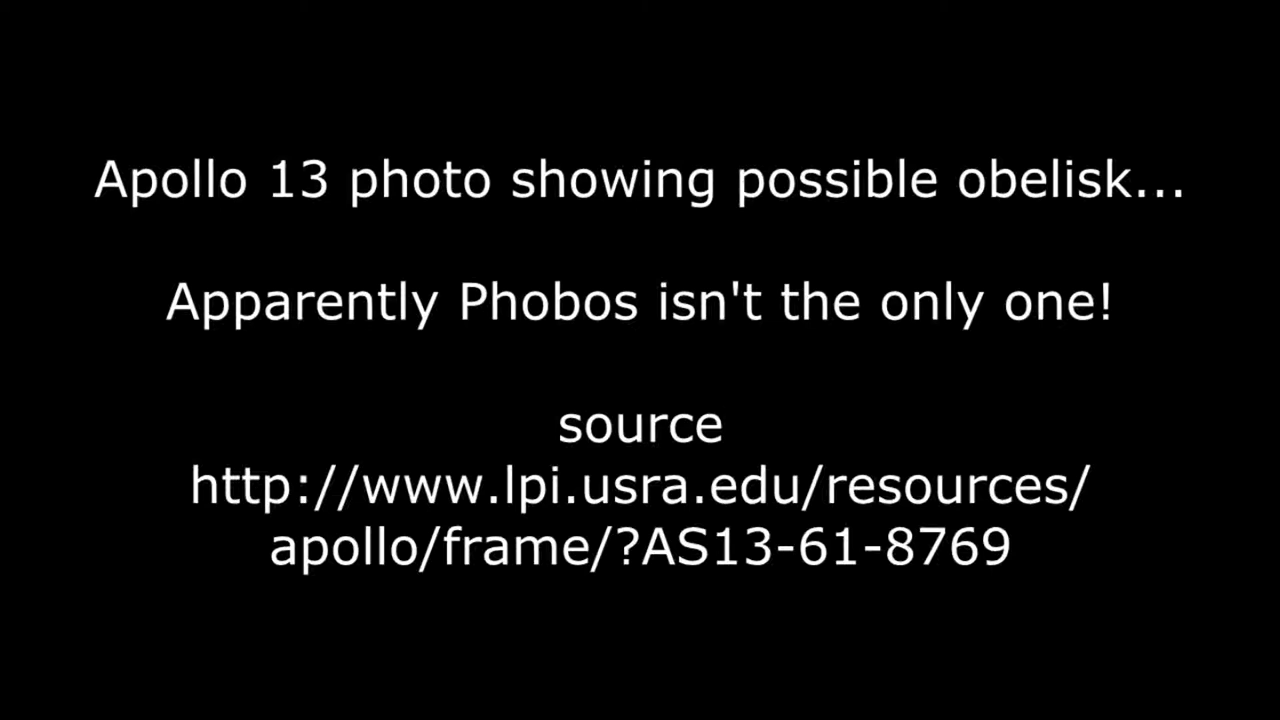 Apollo 13 photo showing possible obelisk...
Apparently Phobos isn't the only one!
source
http://www.lpi.usra.edu/resources/
apollo/frame/?AS13-61-8769